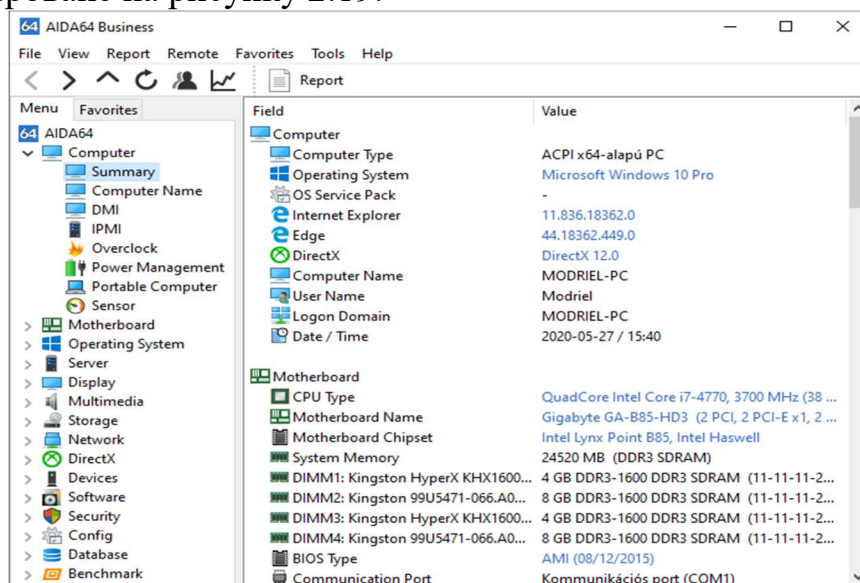 AIDA64 Business
File View Report Remote Favorites Tools Help
Report
Menu Favorites
AIDA64
Computer
Summary
Computer Name
DMI
IPMI
Overclock
Power Management
Portable Computer
Sensor
Motherboard
Operating System
Server
Display
Multimedia
Storage
Network
DirectX
Devices
Software
Security
Config
Database
Benchmark
Field Value
Computer
Computer Type ACPI x64-alapú PC
Operating System Microsoft Windows 10 Pro
OS Service Pack -
Internet Explorer 11.836.18362.0
Edge 44.18362.449.0
DirectX DirectX 12.0
Computer Name MODRIEL-PC
User Name Modriel
Logon Domain MODRIEL-PC
Date / Time 2020-05-27 / 15:40
Motherboard
CPU Type QuadCore Intel Core i7-4770, 3700 MHz (38 ...
Motherboard Name Gigabyte GA-B85-HD3 (2 PCI, 2 PCI-E x1, 2 ...
Motherboard Chipset Intel Lynx Point B85, Intel Haswell
System Memory 24520 MB (DDR3 SDRAM)
DIMM1: Kingston HyperX KHX1600... 4 GB DDR3-1600 DDR3 SDRAM (11-11-11-2...
DIMM2: Kingston 99U5471-066.A0... 8 GB DDR3-1600 DDR3 SDRAM (11-11-11-2...
DIMM3: Kingston HyperX KHX1600... 4 GB DDR3-1600 DDR3 SDRAM (11-11-11-2...
DIMM4: Kingston 99U5471-066.A0... 8 GB DDR3-1600 DDR3 SDRAM (11-11-11-2...
BIOS Type AMI (08/12/2015)
Communication Port Kommunikációs port (COM1)